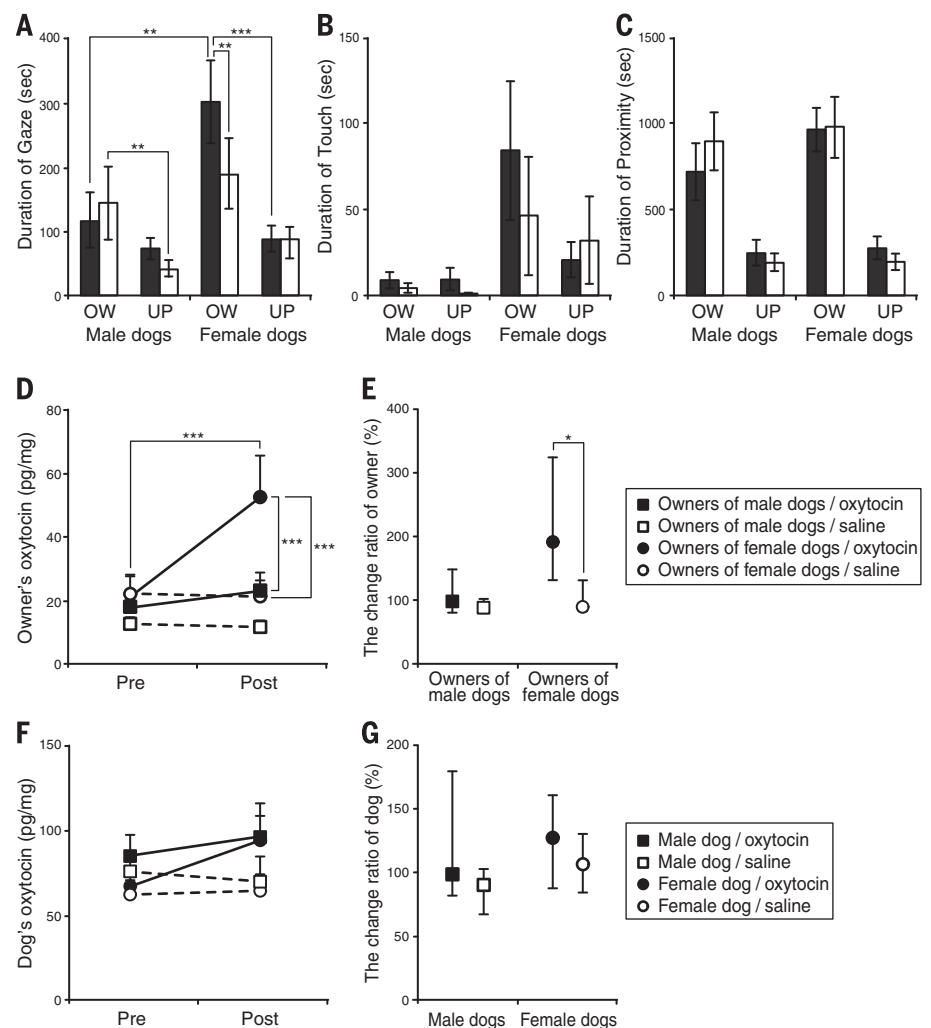 A
Duration of Gaze (sec)
400
300
200
100
0
**
***
**
**
OW UP OW UP
Male dogs Female dogs
B
Duration of Touch (sec)
150
100
50
0
OW UP OW UP
Male dogs Female dogs
C
Duration of Proximity (sec)
1500
1000
500
0
OW UP OW UP
Male dogs Female dogs
D
Owner's oxytocin (pg/mg)
80
60
40
20
0
***
***
***
Pre Post
E
The change ratio of owner (%)
400
300
200
100
0
*
Owners of Owners of
male dogs female dogs
Owners of male dogs / oxytocin
Owners of male dogs / saline
Owners of female dogs / oxytocin
Owners of female dogs / saline
F
Dog's oxytocin (pg/mg)
150
100
50
0
Pre Post
G
The change ratio of dog (%)
200
150
100
50
0
Male dogs Female dogs
Male dog / oxytocin
Male dog / saline
Female dog / oxytocin
Female dog / saline